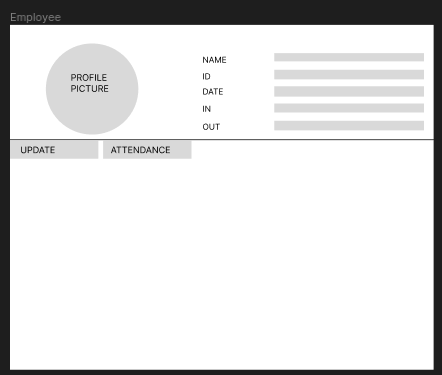 Employee
PROFILE
PICTURE
NAME
ID
DATE
IN
OUT
UPDATE
ATTENDANCE